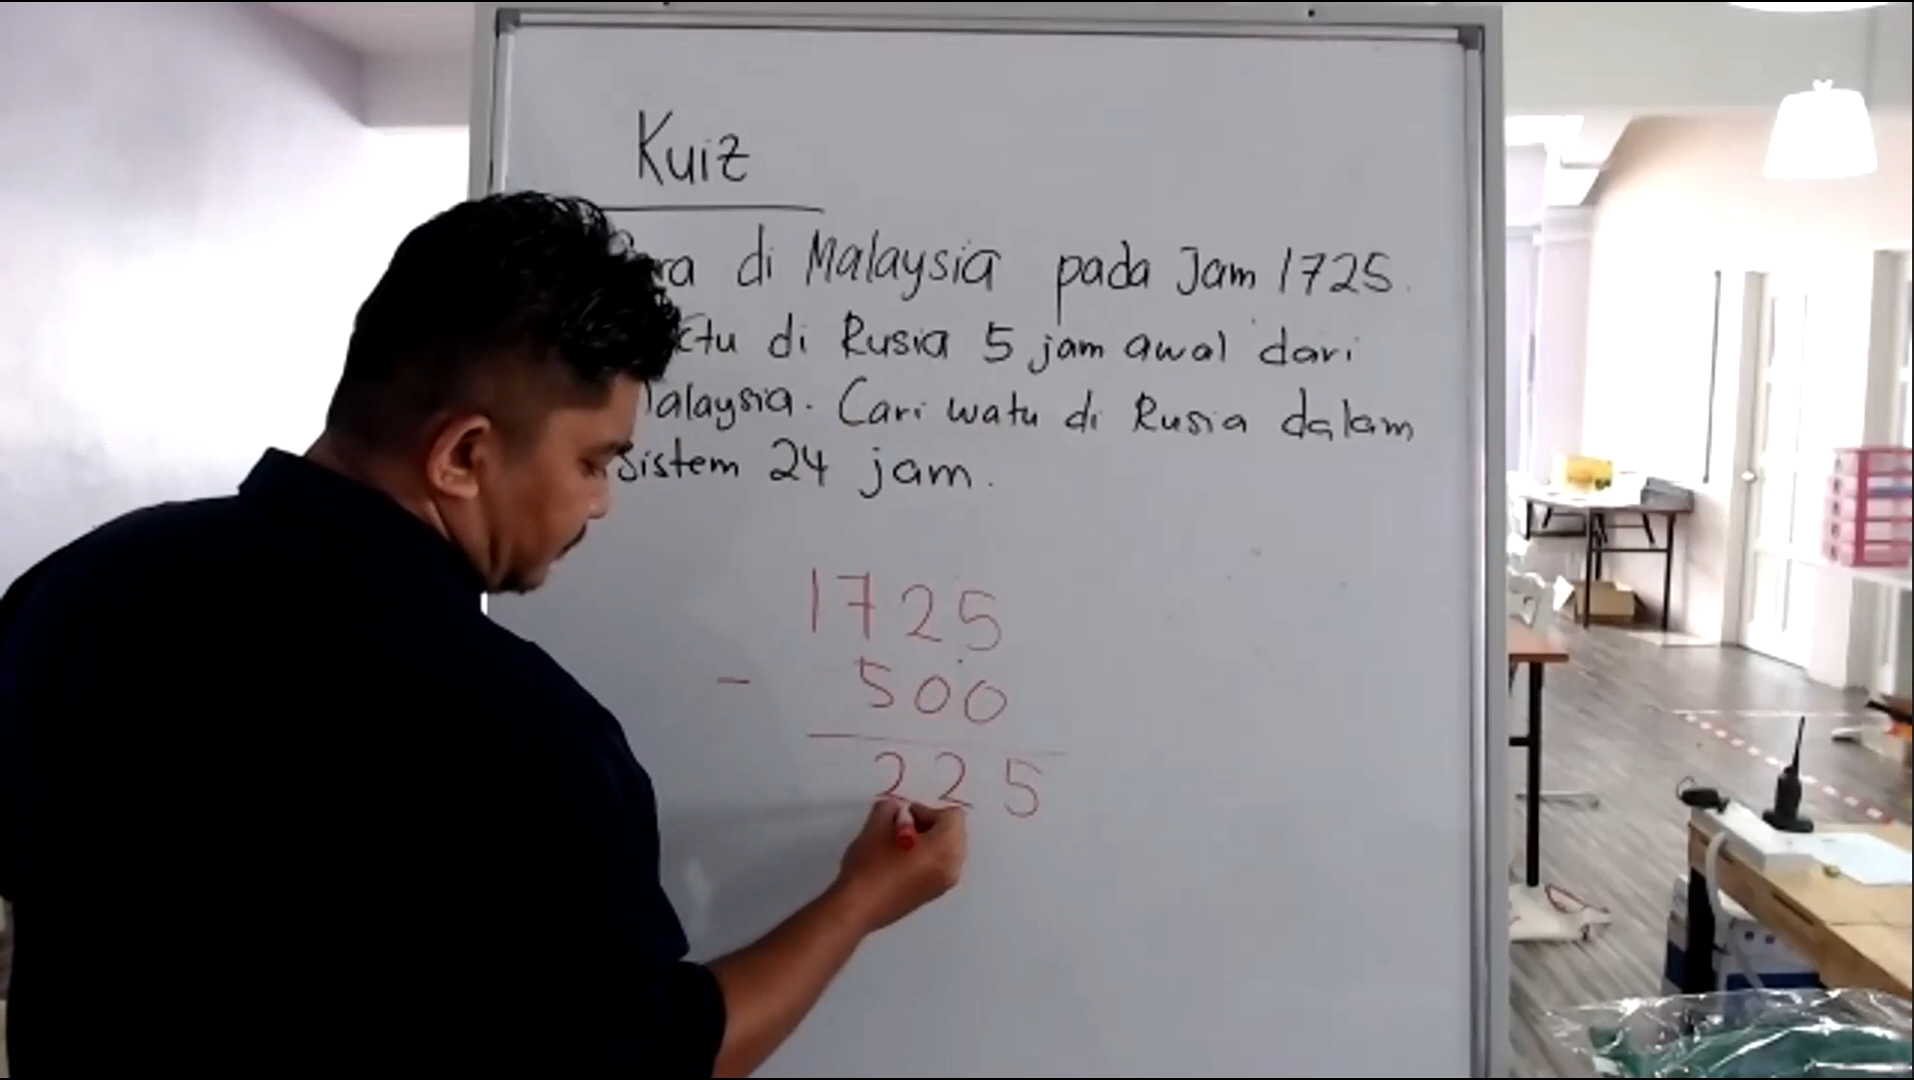 Kuiz
di Malaysia pada Jam 1725.
di Rusia 5 jam awal dari
Malaysia. Cari watu di Rusia dalam
Sistem 24 jam.
1725
- 500
225